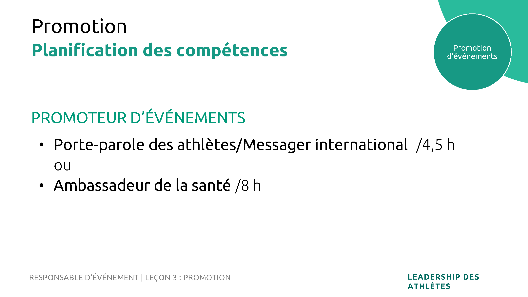 Promotion
Planification des compétences
Promotion
d'événements
PROMOTEUR D'ÉVÉNEMENTS
• Porte-parole des athlètes/Messager international /4,5 h
ou
• Ambassadeur de la santé /8 h
RESPONSABLE D'ÉVÉNEMENT | LEÇON 3 : PROMOTION
LEADERSHIP DES
ATHLÈTES